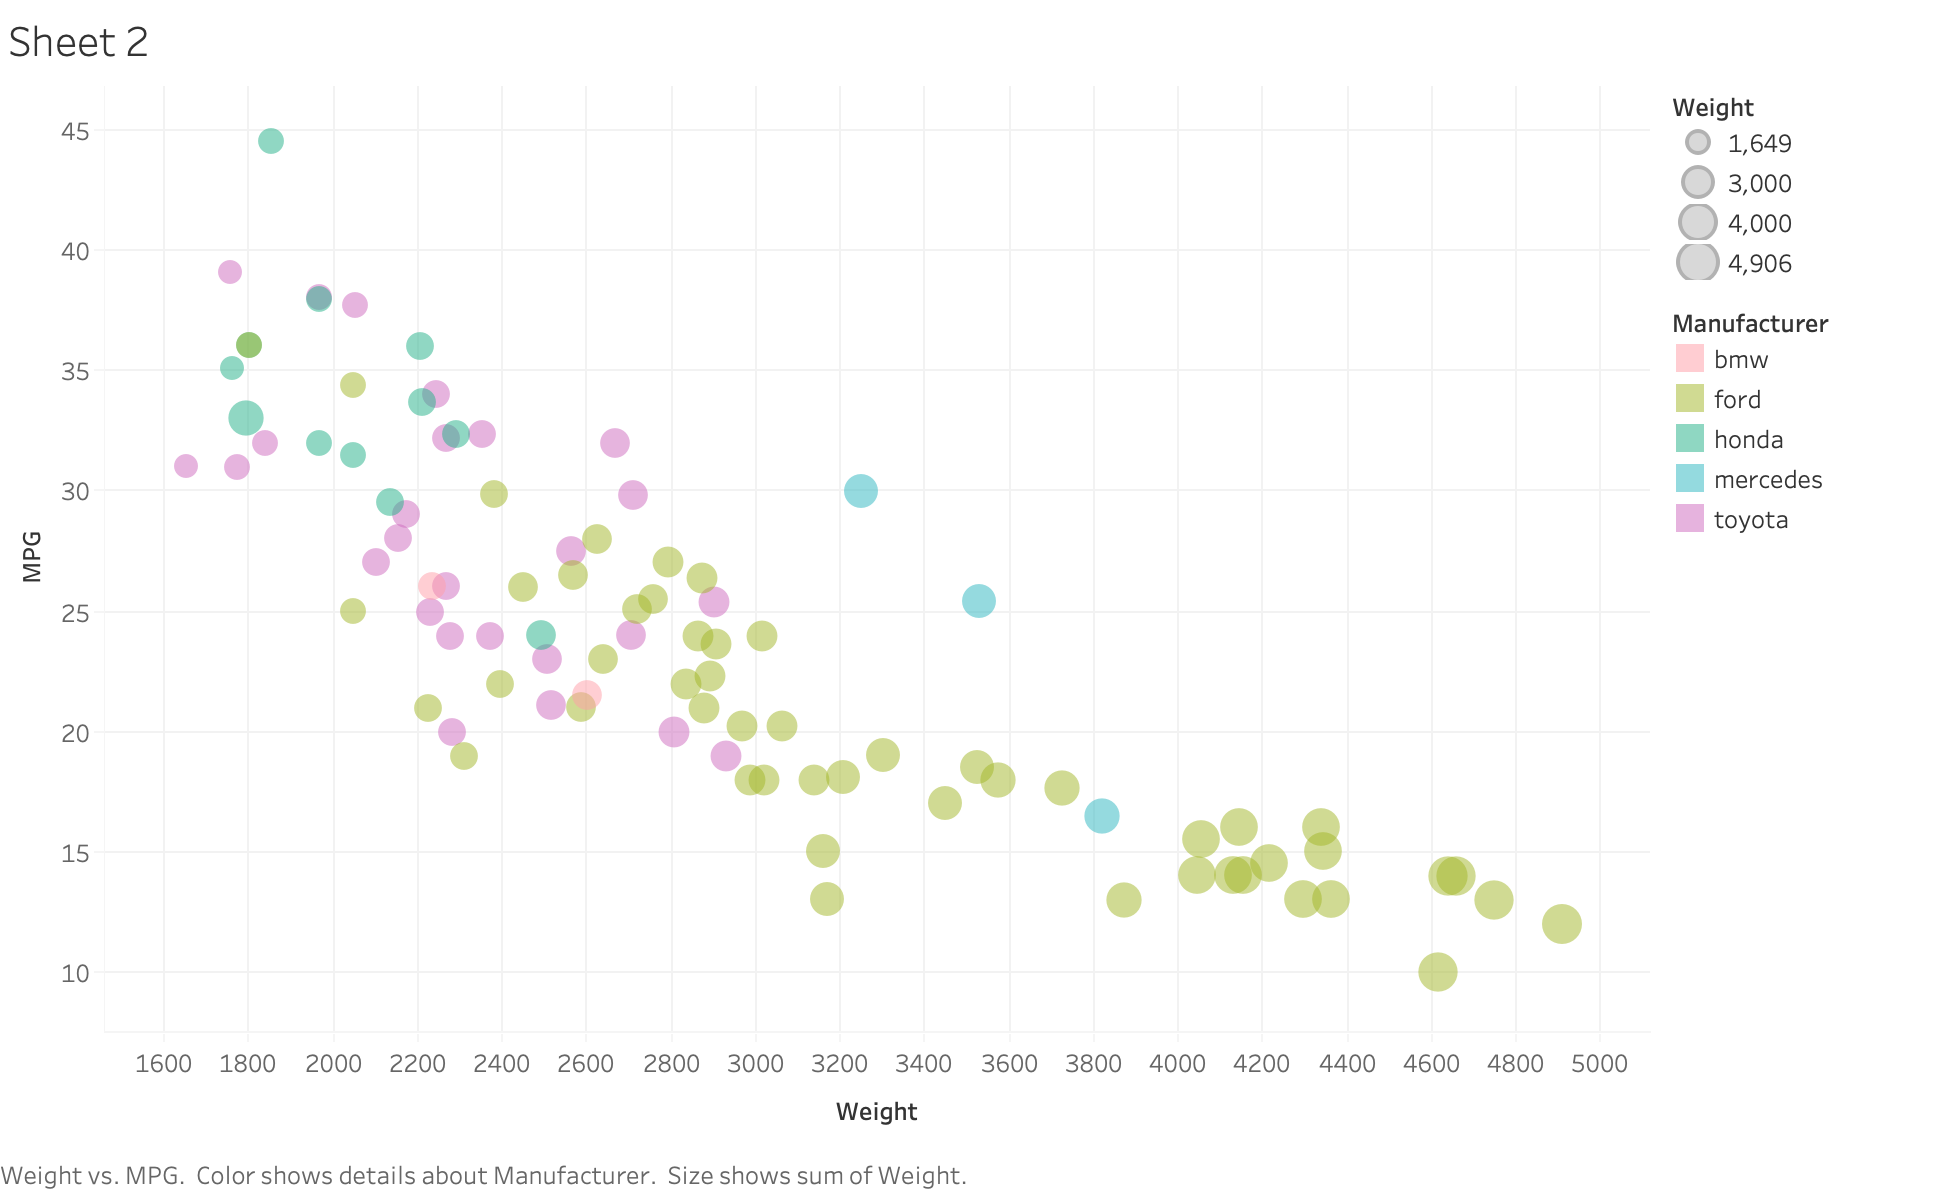 Sheet 2
45
40
35
30
25
20
15
10
MPG
1600 1800 2000 2200 2400 2600 2800 3000 3200 3400 3600 3800 4000 4200 4400 4600 4800 5000
Weight
Weight
1,649
3,000
4,000
4,906
Manufacturer
bmw
ford
honda
mercedes
toyota
Weight vs. MPG.  Color shows details about Manufacturer.  Size shows sum of Weight.